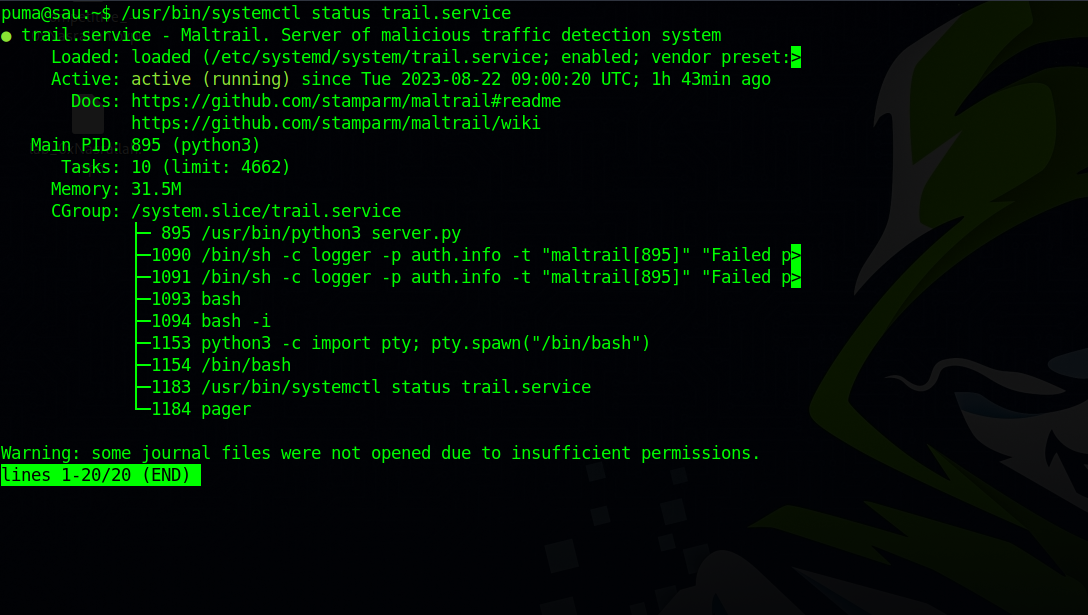 puma@sau:~$ /usr/bin/systemctl status trail.service
● trail.service - Maltrail. Server of malicious traffic detection system
     Loaded: loaded (/etc/systemd/system/trail.service; enabled; vendor preset:>
     Active: active (running) since Tue 2023-08-22 09:00:20 UTC; 1h 43min ago
       Docs: https://github.com/stamparm/maltrail#readme
             https://github.com/stamparm/maltrail/wiki
   Main PID: 895 (python3)
      Tasks: 10 (limit: 4662)
     Memory: 31.5M
     CGroup: /system.slice/trail.service
             ├─ 895 /usr/bin/python3 server.py
             ├─1090 /bin/sh -c logger -p auth.info -t "maltrail[895]" "Failed p>
             ├─1091 /bin/sh -c logger -p auth.info -t "maltrail[895]" "Failed p>
             ├─1093 bash
             ├─1094 bash -i
             ├─1153 python3 -c import pty; pty.spawn("/bin/bash")
             ├─1154 /bin/bash
             ├─1183 /usr/bin/systemctl status trail.service
             └─1184 pager

Warning: some journal files were not opened due to insufficient permissions.
lines 1-20/20 (END)